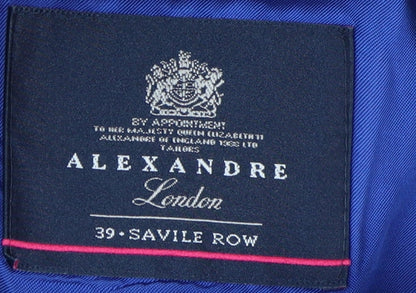 BY APPOINTMENT
TO HER MAJESTY QUEEN ELIZABETH II
ALEXANDRE OF ENGLAND 1988 LTD
TAILORS
ALEXANDRE
London
39 • SAVILE ROW